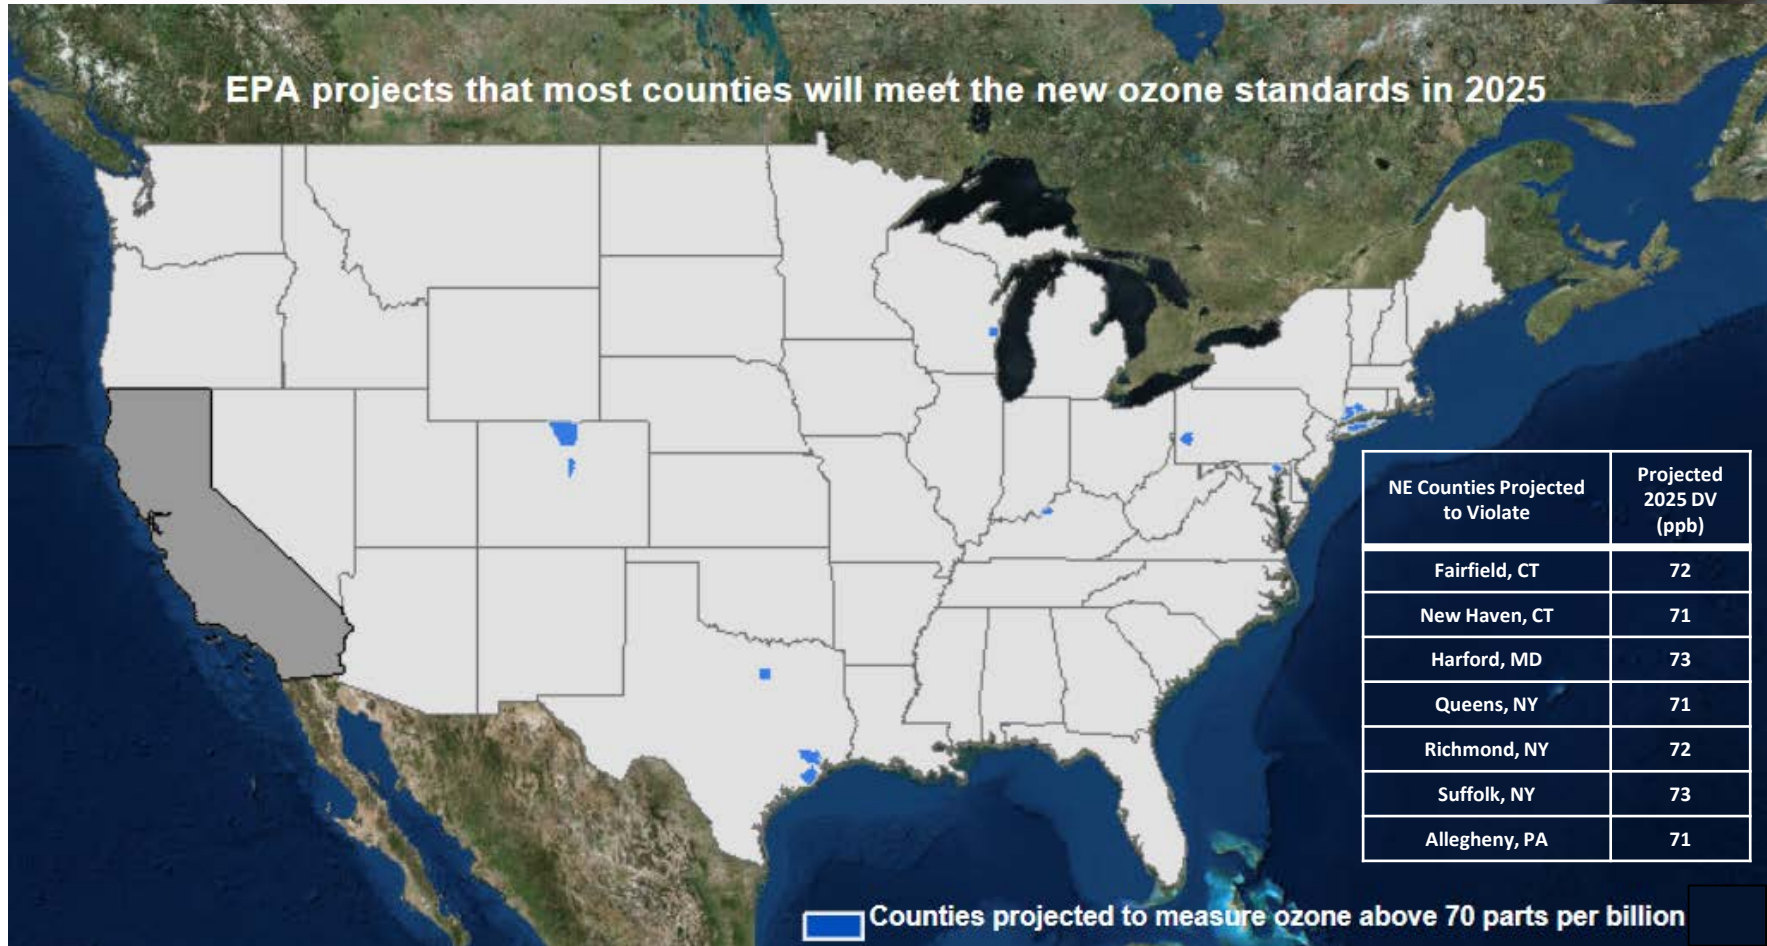 EPA projects that most counties will meet the new ozone standards in 2025
NE Counties Projected
to Violate
Projected
2025 DV
(ppb)
Fairfield, CT 72
New Haven, CT 71
Harford, MD 73
Queens, NY 71
Richmond, NY 72
Suffolk, NY 73
Allegheny, PA 71
Counties projected to measure ozone above 70 parts per billion